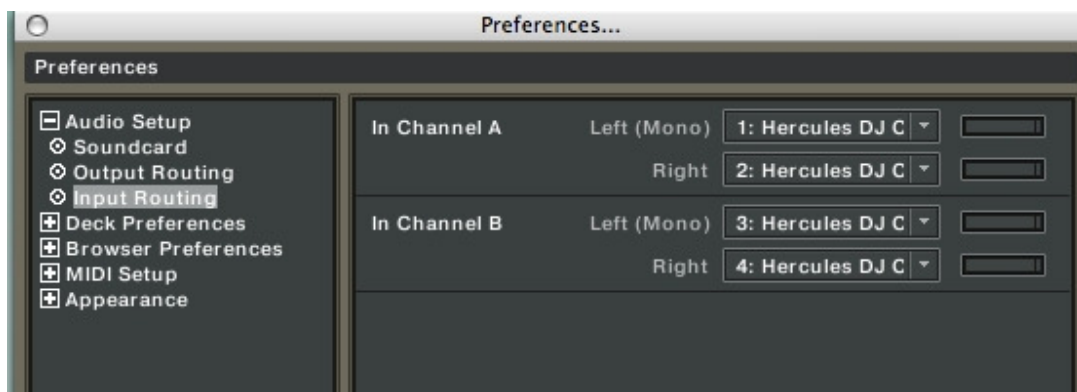 Preferences...
Preferences
Audio Setup
Soundcard
Output Routing
Input Routing
Deck Preferences
Browser Preferences
MIDI Setup
Appearance
In Channel A Left (Mono) 1: Hercules DJ C
Right 2: Hercules DJ C
In Channel B Left (Mono) 3: Hercules DJ C
Right 4: Hercules DJ C